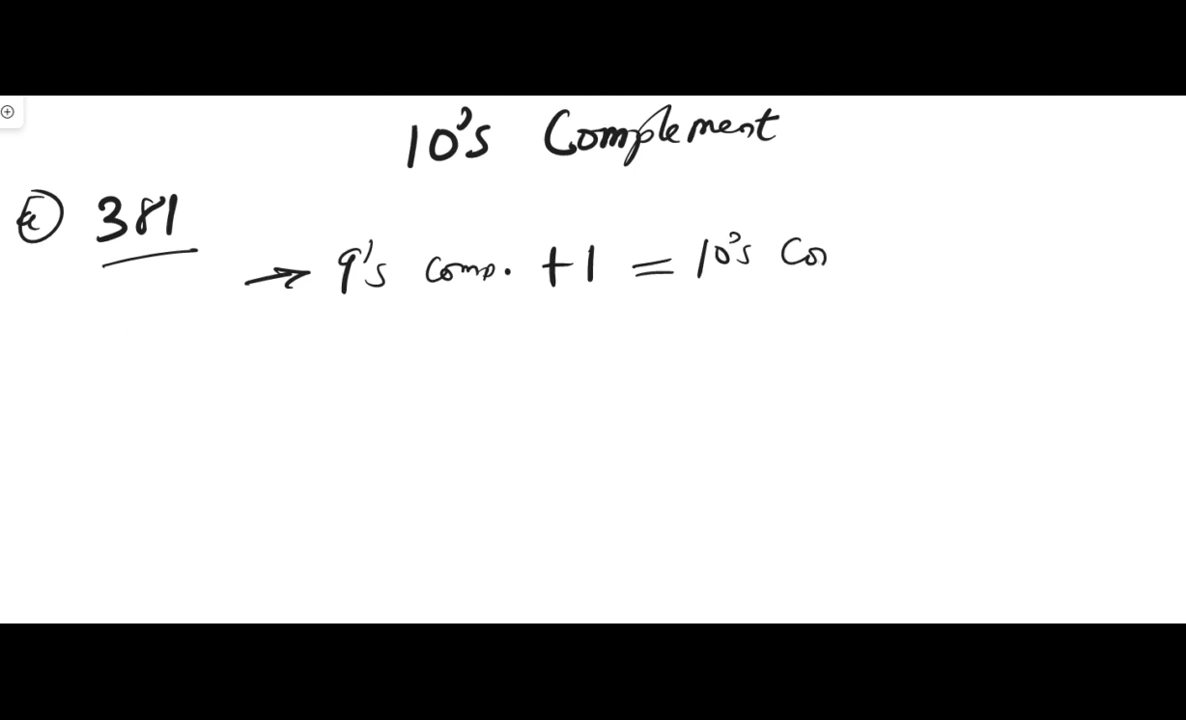 10's Complement
381
→ 9's comp. +1 = 10's Co